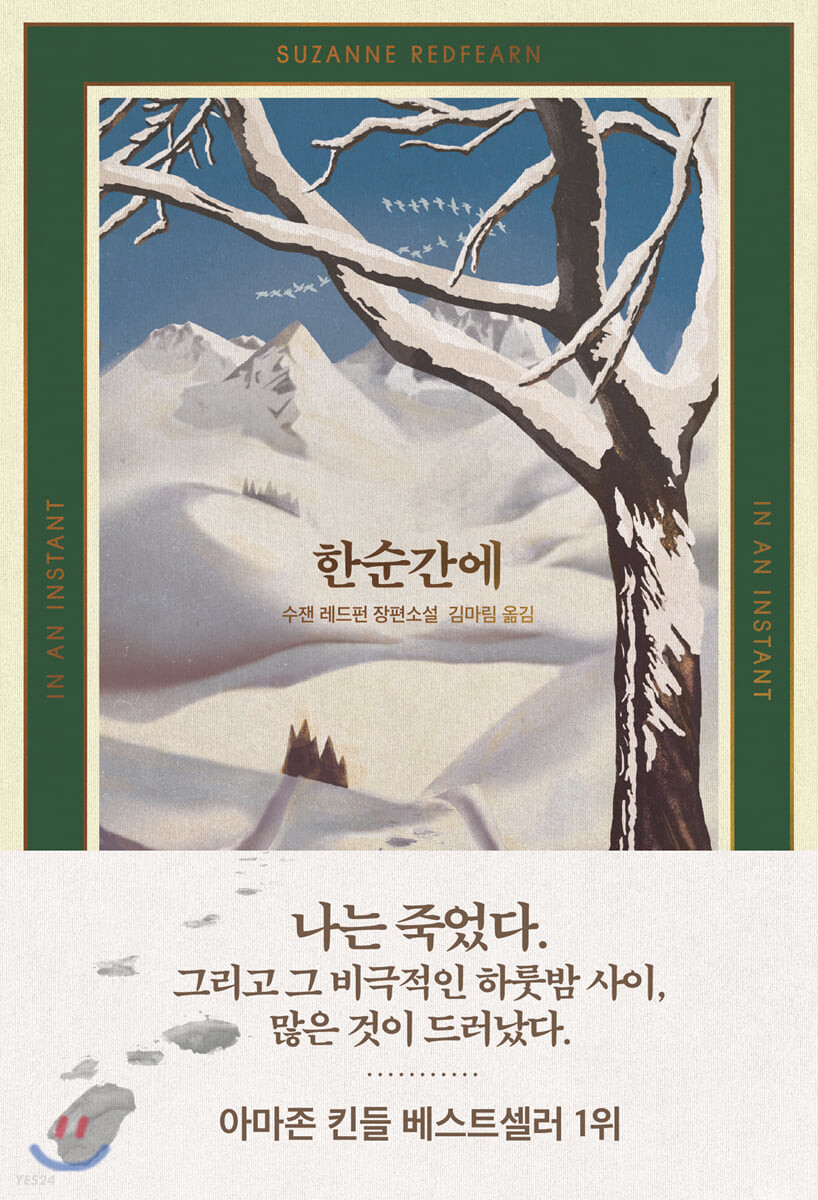 SUZANNE REDFEARN
IN AN INSTANT
IN AN INSTANT
한순간에
수잰 레드펀 장편소설 김마림 옮김
나는 죽었다.
그리고 그 비극적인 하룻밤 사이,
많은 것이 드러났다.
아마존 킨들 베스트셀러 1위
YES24